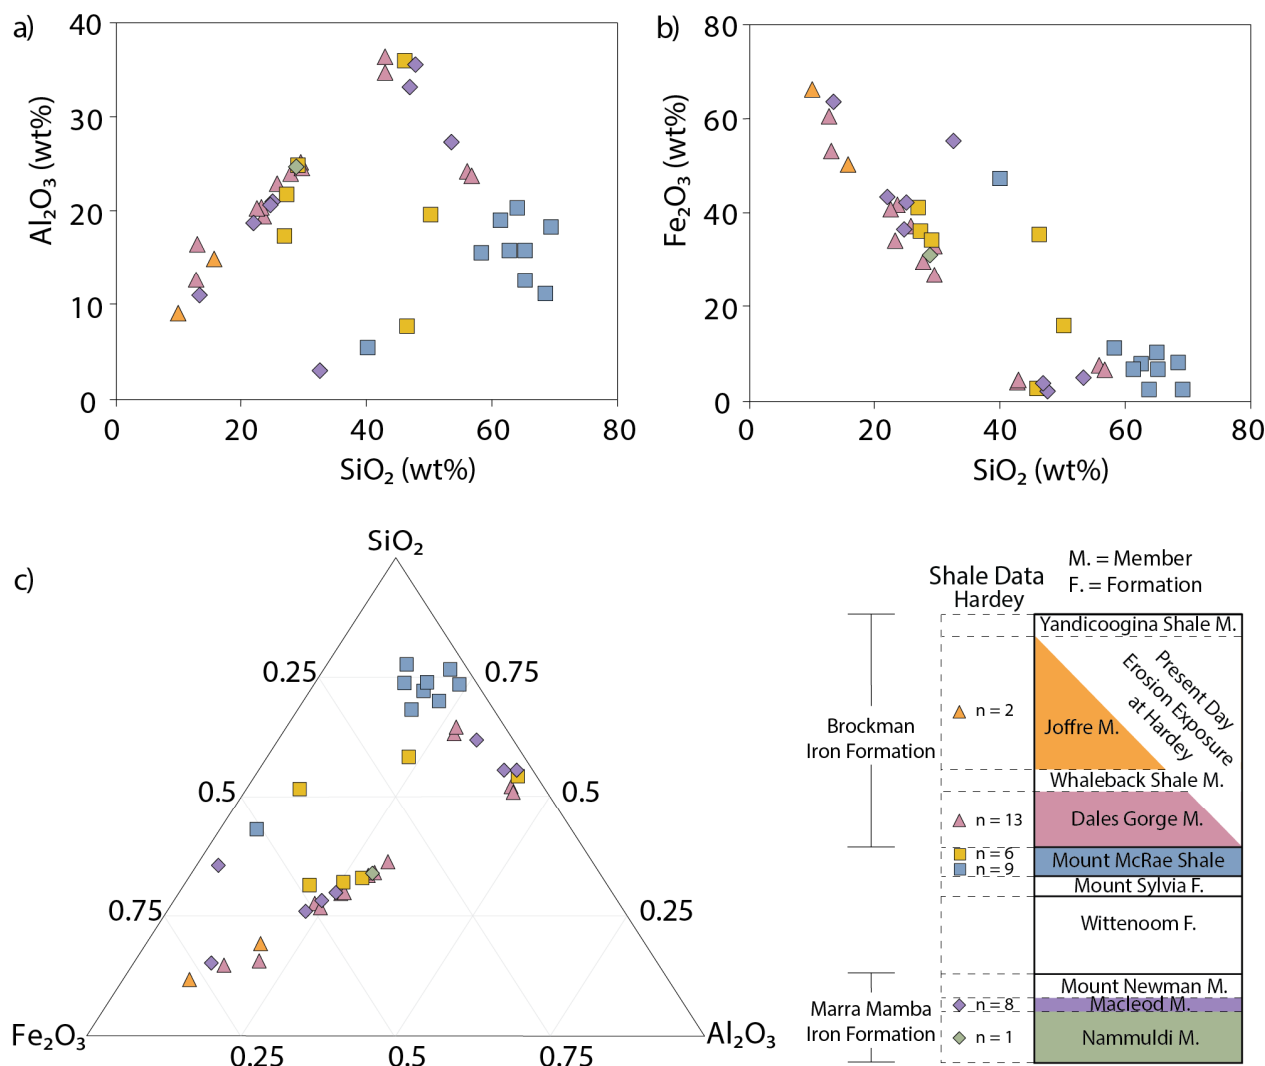 a)
40
30
20
10
0
Al₂O₃ (wt%)
0
20
40
60
80
SiO₂ (wt%)
b)
80
60
40
20
0
Fe₂O₃ (wt%)
0
20
40
60
80
SiO₂ (wt%)
c)
SiO₂
0.25
0.75
0.5
0.5
0.75
0.25
Fe₂O₃
Al₂O₃
0.25
0.5
0.75
M. = Member
F. = Formation
Shale Data
Hardey
Yandicoogina Shale M.
Present Day
Erosion Exposure
at Hardey
n = 2
Joffre M.
Brockman
Iron Formation
Whaleback Shale M.
n = 13
Dales Gorge M.
n = 6
n = 9
Mount McRae Shale
Mount Sylvia F.
Wittenoom F.
Mount Newman M.
Marra Mamba
Iron Formation
n = 8
Macleod M.
n = 1
Nammuldi M.